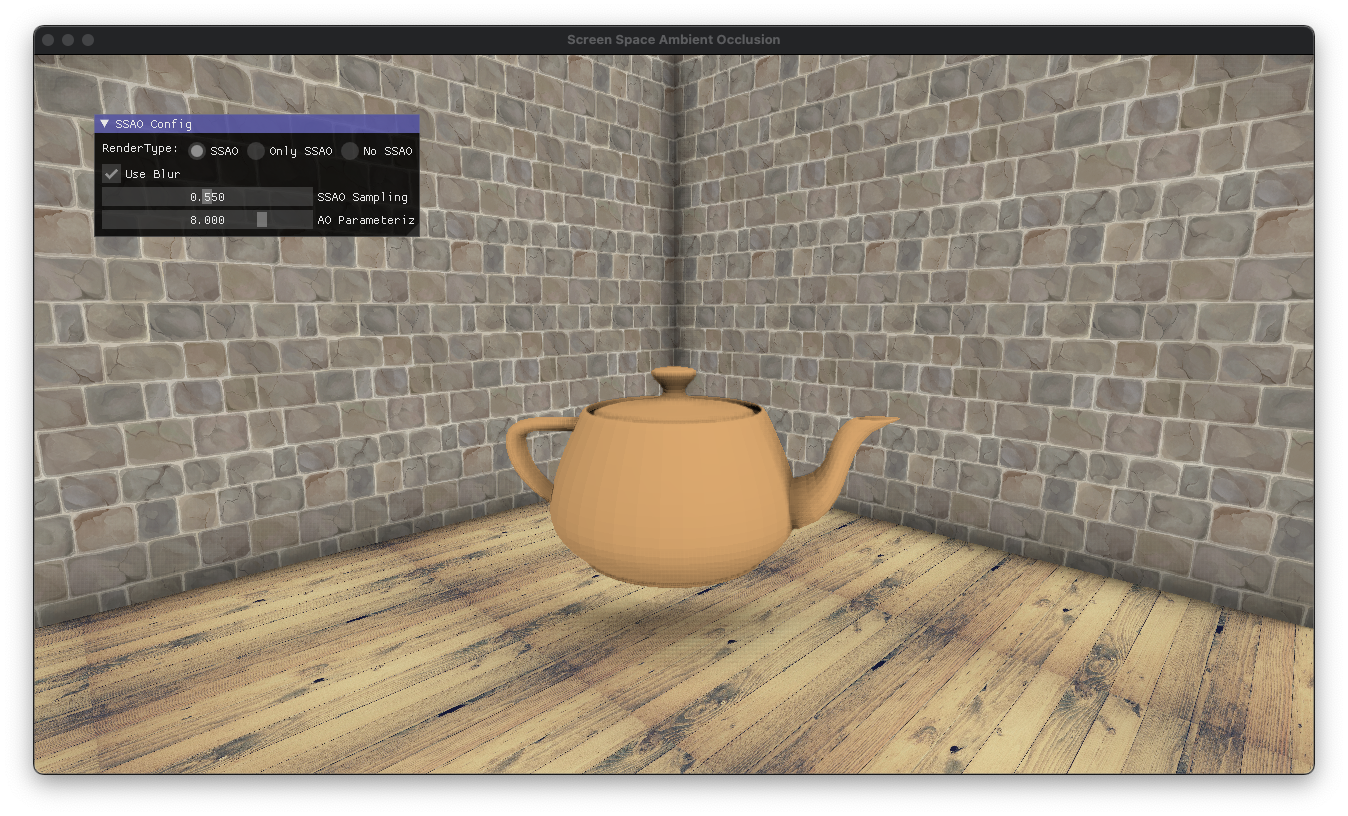 Screen Space Ambient Occlusion
SSAO Config
RenderType: SSAO Only SSAO No SSAO
Use Blur
0.550 SSAO Sampling
8.000 AO Parameteriz